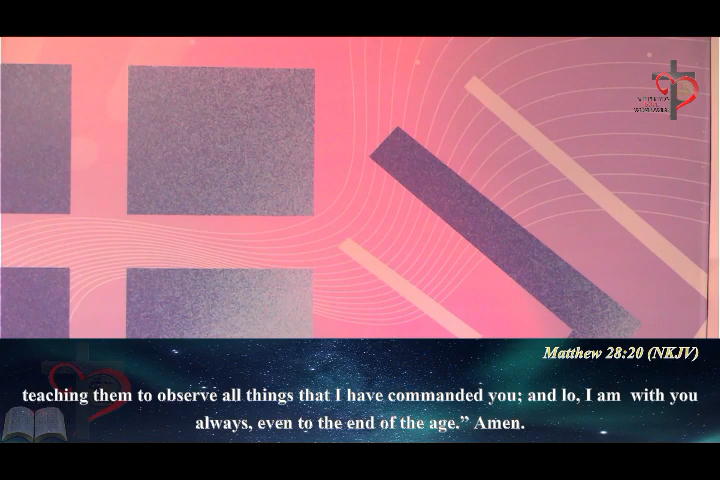 Matthew 28:20 (NKJV)
teaching them to observe all things that I have commanded you; and lo, I am with you
always, even to the end of the age.” Amen.